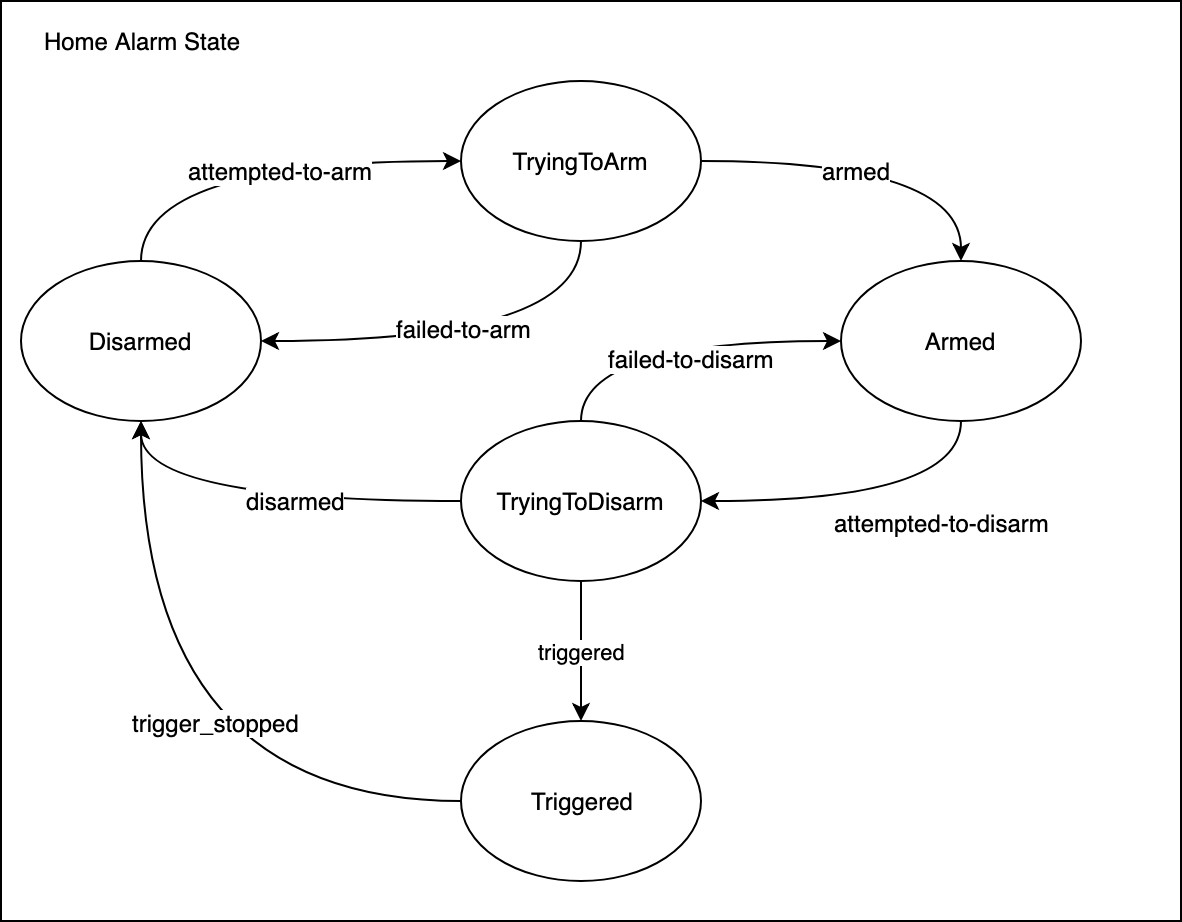 Home Alarm State
TryingToArm
attempted-to-arm
armed
failed-to-arm
Disarmed
Armed
failed-to-disarm
disarmed
TryingToDisarm
attempted-to-disarm
triggered
trigger_stopped
Triggered